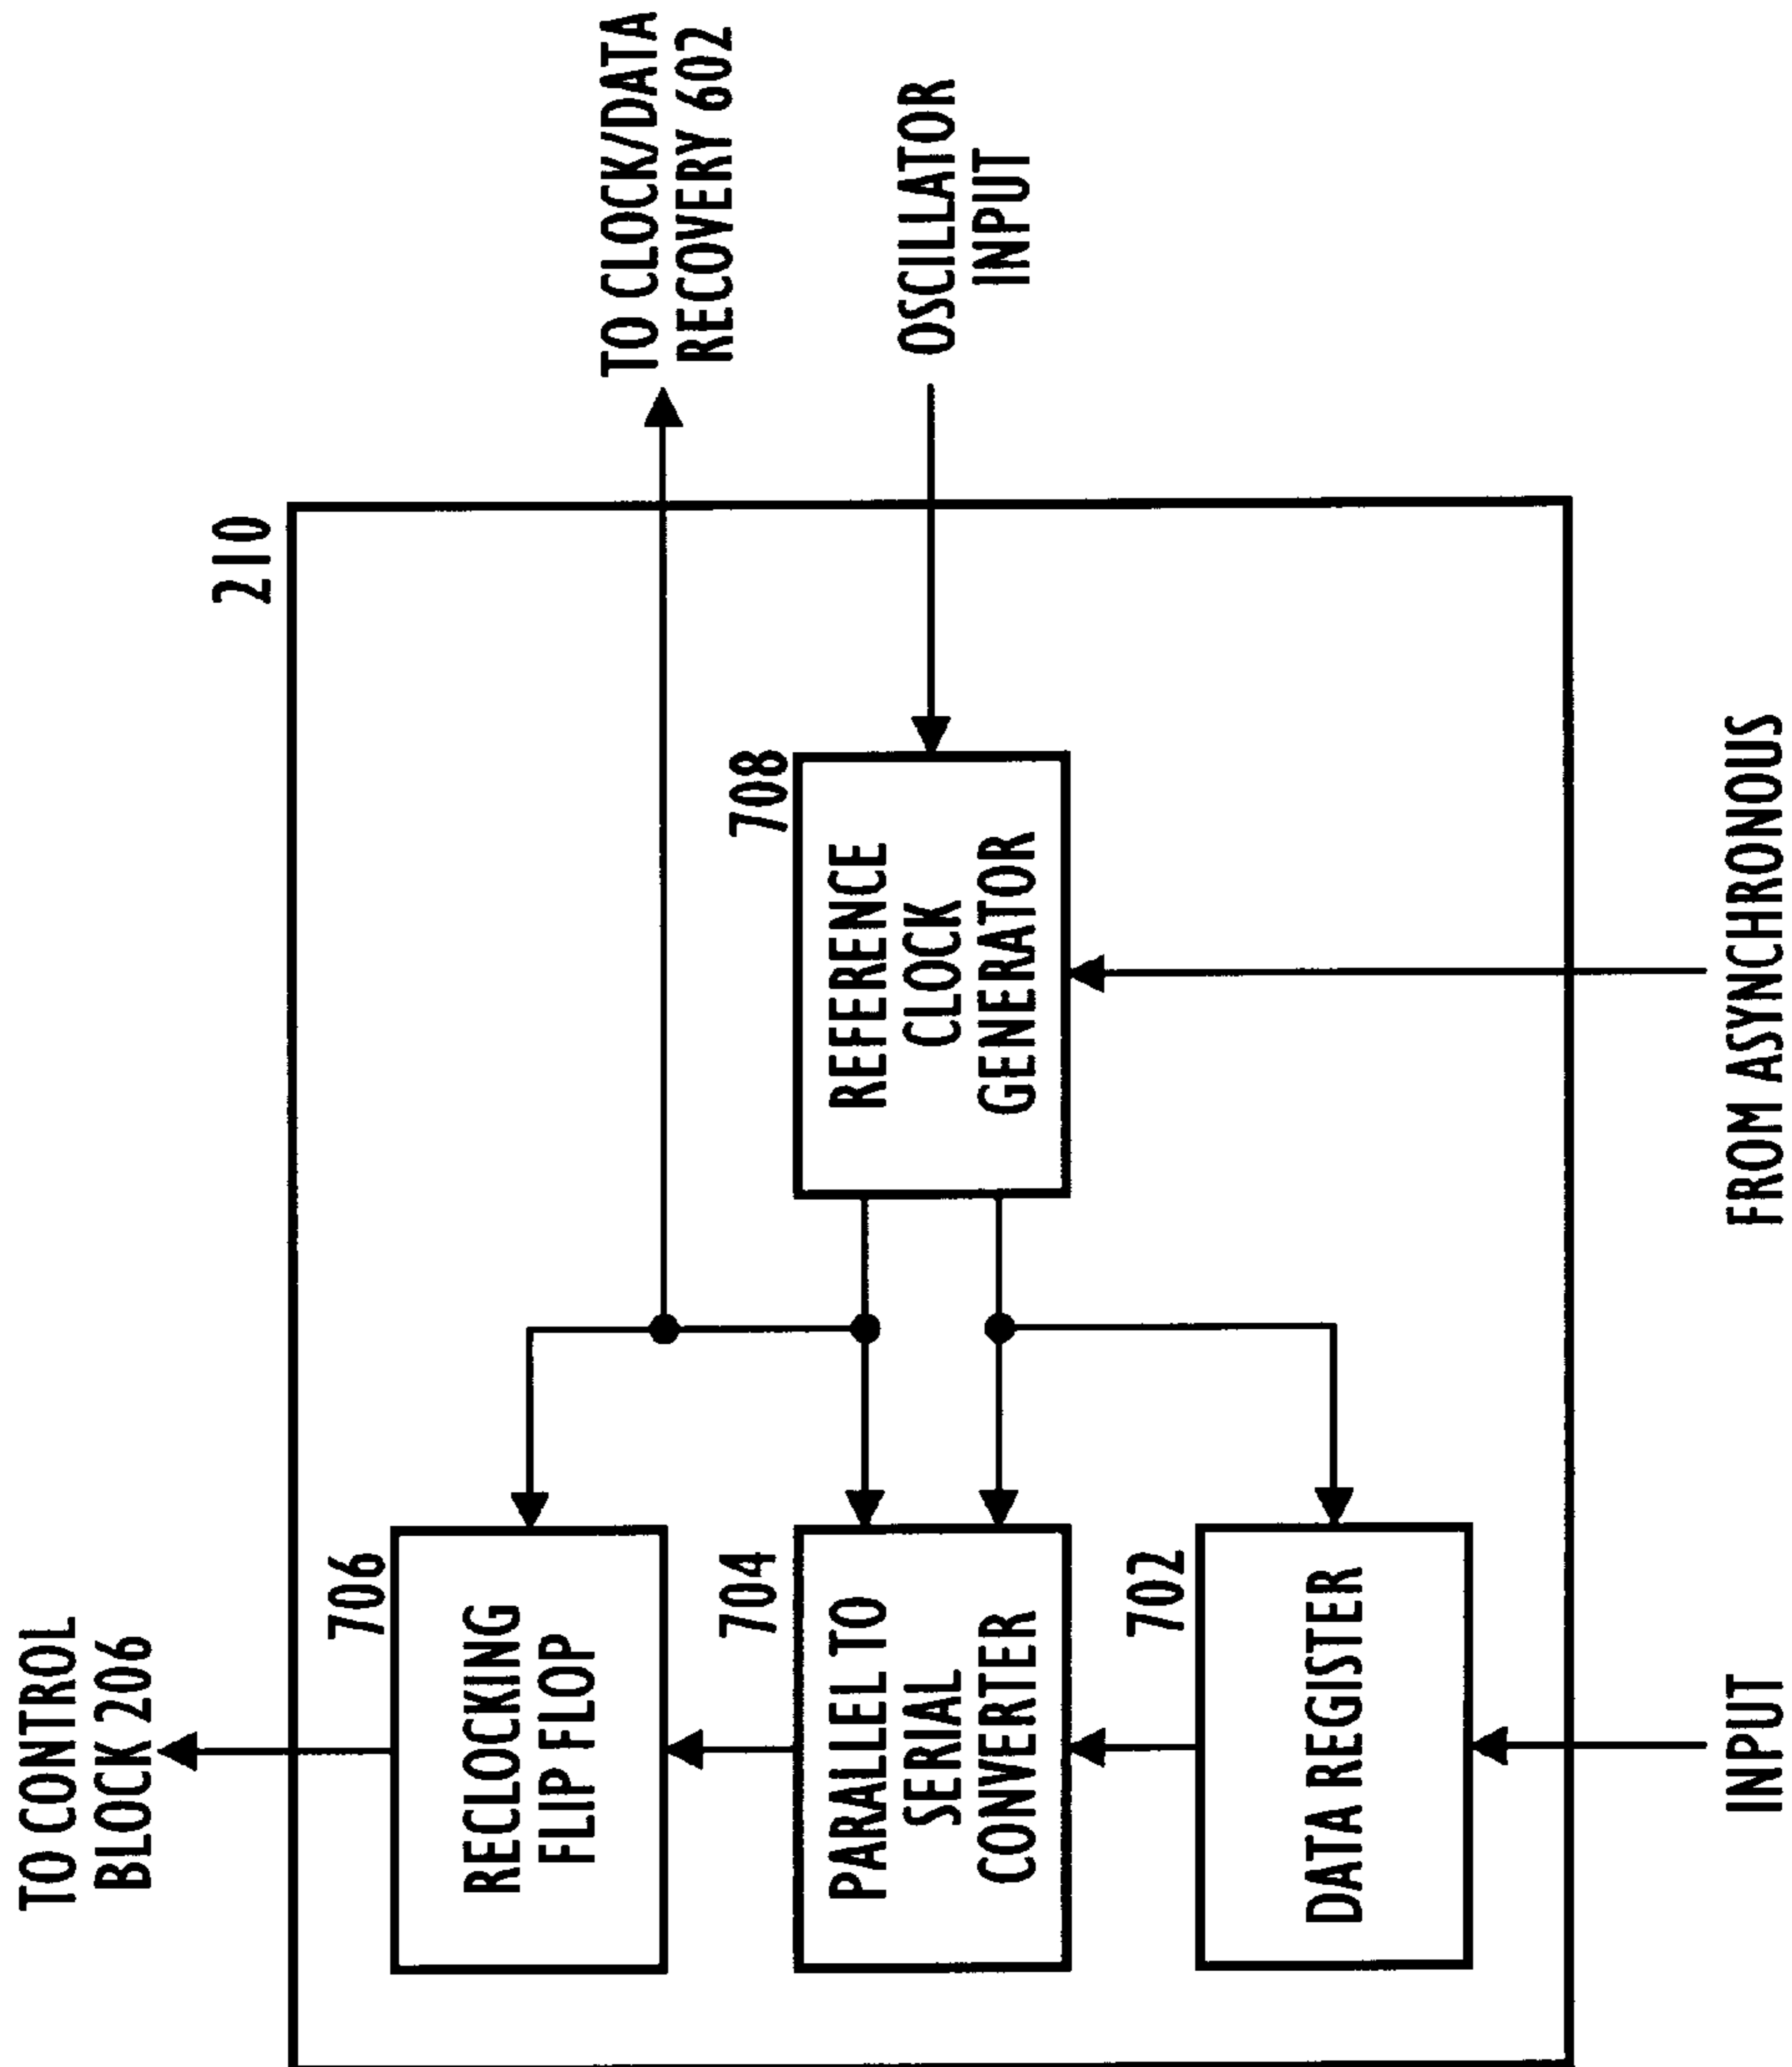 TO CONTROL
BLOCK 206
210
TO CLOCK/DATA
RECOVERY 602
706
RECLOCKING
FLIP FLOP
704
PARALLEL TO
SERIAL
CONVERTER
708
REFERENCE
CLOCK
GENERATOR
OSCILLATOR
INPUT
702
DATA REGISTER
INPUT
FROM ASYNCHRONOUS